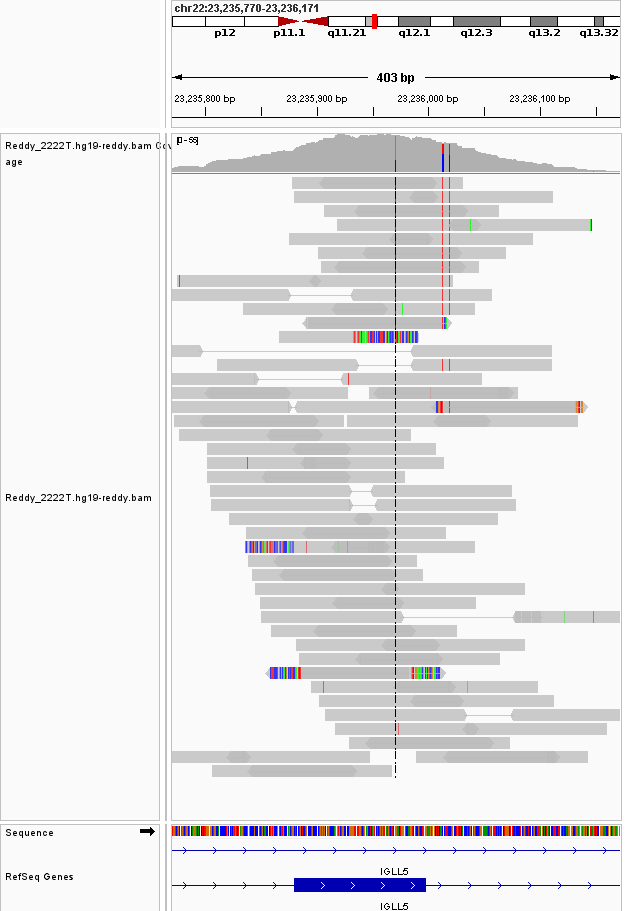 chr22:23,235,770-23,236,171
p12 p11.1 q11.21 q12.1 q12.3 q13.2 q13.32
403 bp
23,235,800 bp 23,235,900 bp 23,236,000 bp 23,236,100 bp
Reddy_2222T.hg19-reddy.bam Cov
age
Reddy_2222T.hg19-reddy.bam
Sequence
IGLL5
RefSeq Genes
IGLL5